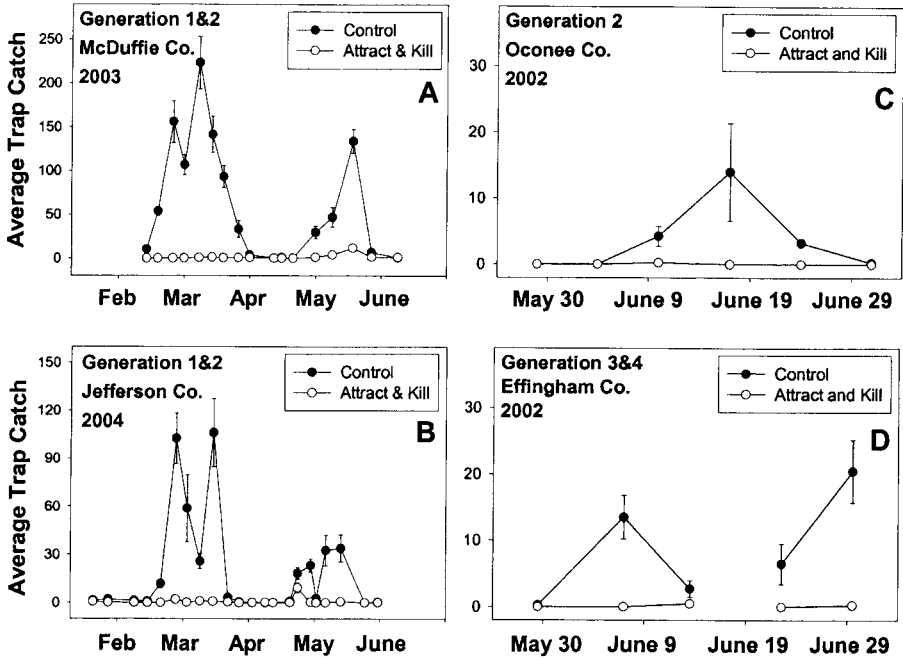 Generation 1&2
McDuffie Co.
2003
Control
Attract & Kill
A
Average Trap Catch
250
200
150
100
50
0
Feb Mar Apr May June
Generation 2
Oconee Co.
2002
Control
Attract and Kill
C
30
20
10
0
May 30 June 9 June 19 June 29
Generation 1&2
Jefferson Co.
2004
Control
Attract & Kill
B
Average Trap Catch
150
120
90
60
30
0
Feb Mar Apr May June
Generation 3&4
Effingham Co.
2002
Control
Attract and Kill
D
30
20
10
0
May 30 June 9 June 19 June 29